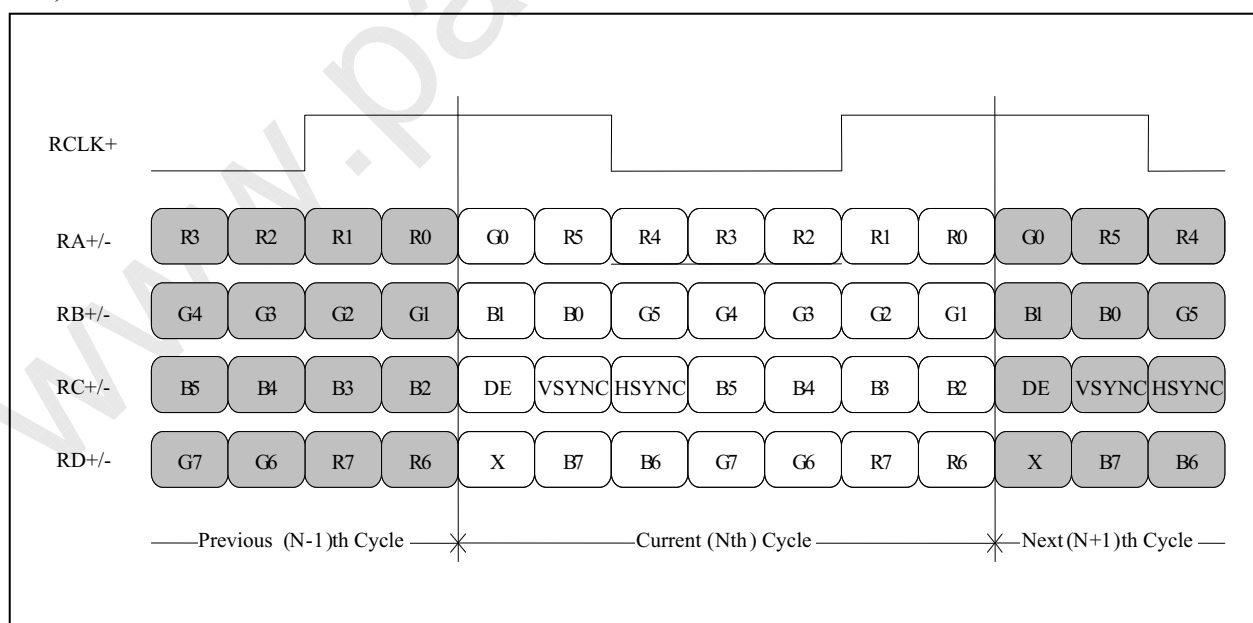 www.pa
RCLK+
RA+/- R3 R2 R1 R0 G0 R5 R4 R3 R2 R1 R0 G0 R5 R4
RB+/- G4 G3 G2 G1 B1 B0 G5 G4 G3 G2 G1 B1 B0 G5
RC+/- B5 B4 B3 B2 DE VSYNC HSYNC B5 B4 B3 B2 DE VSYNC HSYNC
RD+/- G7 G6 R7 R6 X B7 B6 G7 G6 R7 R6 X B7 B6
Previous (N-1)th Cycle Current (Nth) Cycle Next (N+1)th Cycle